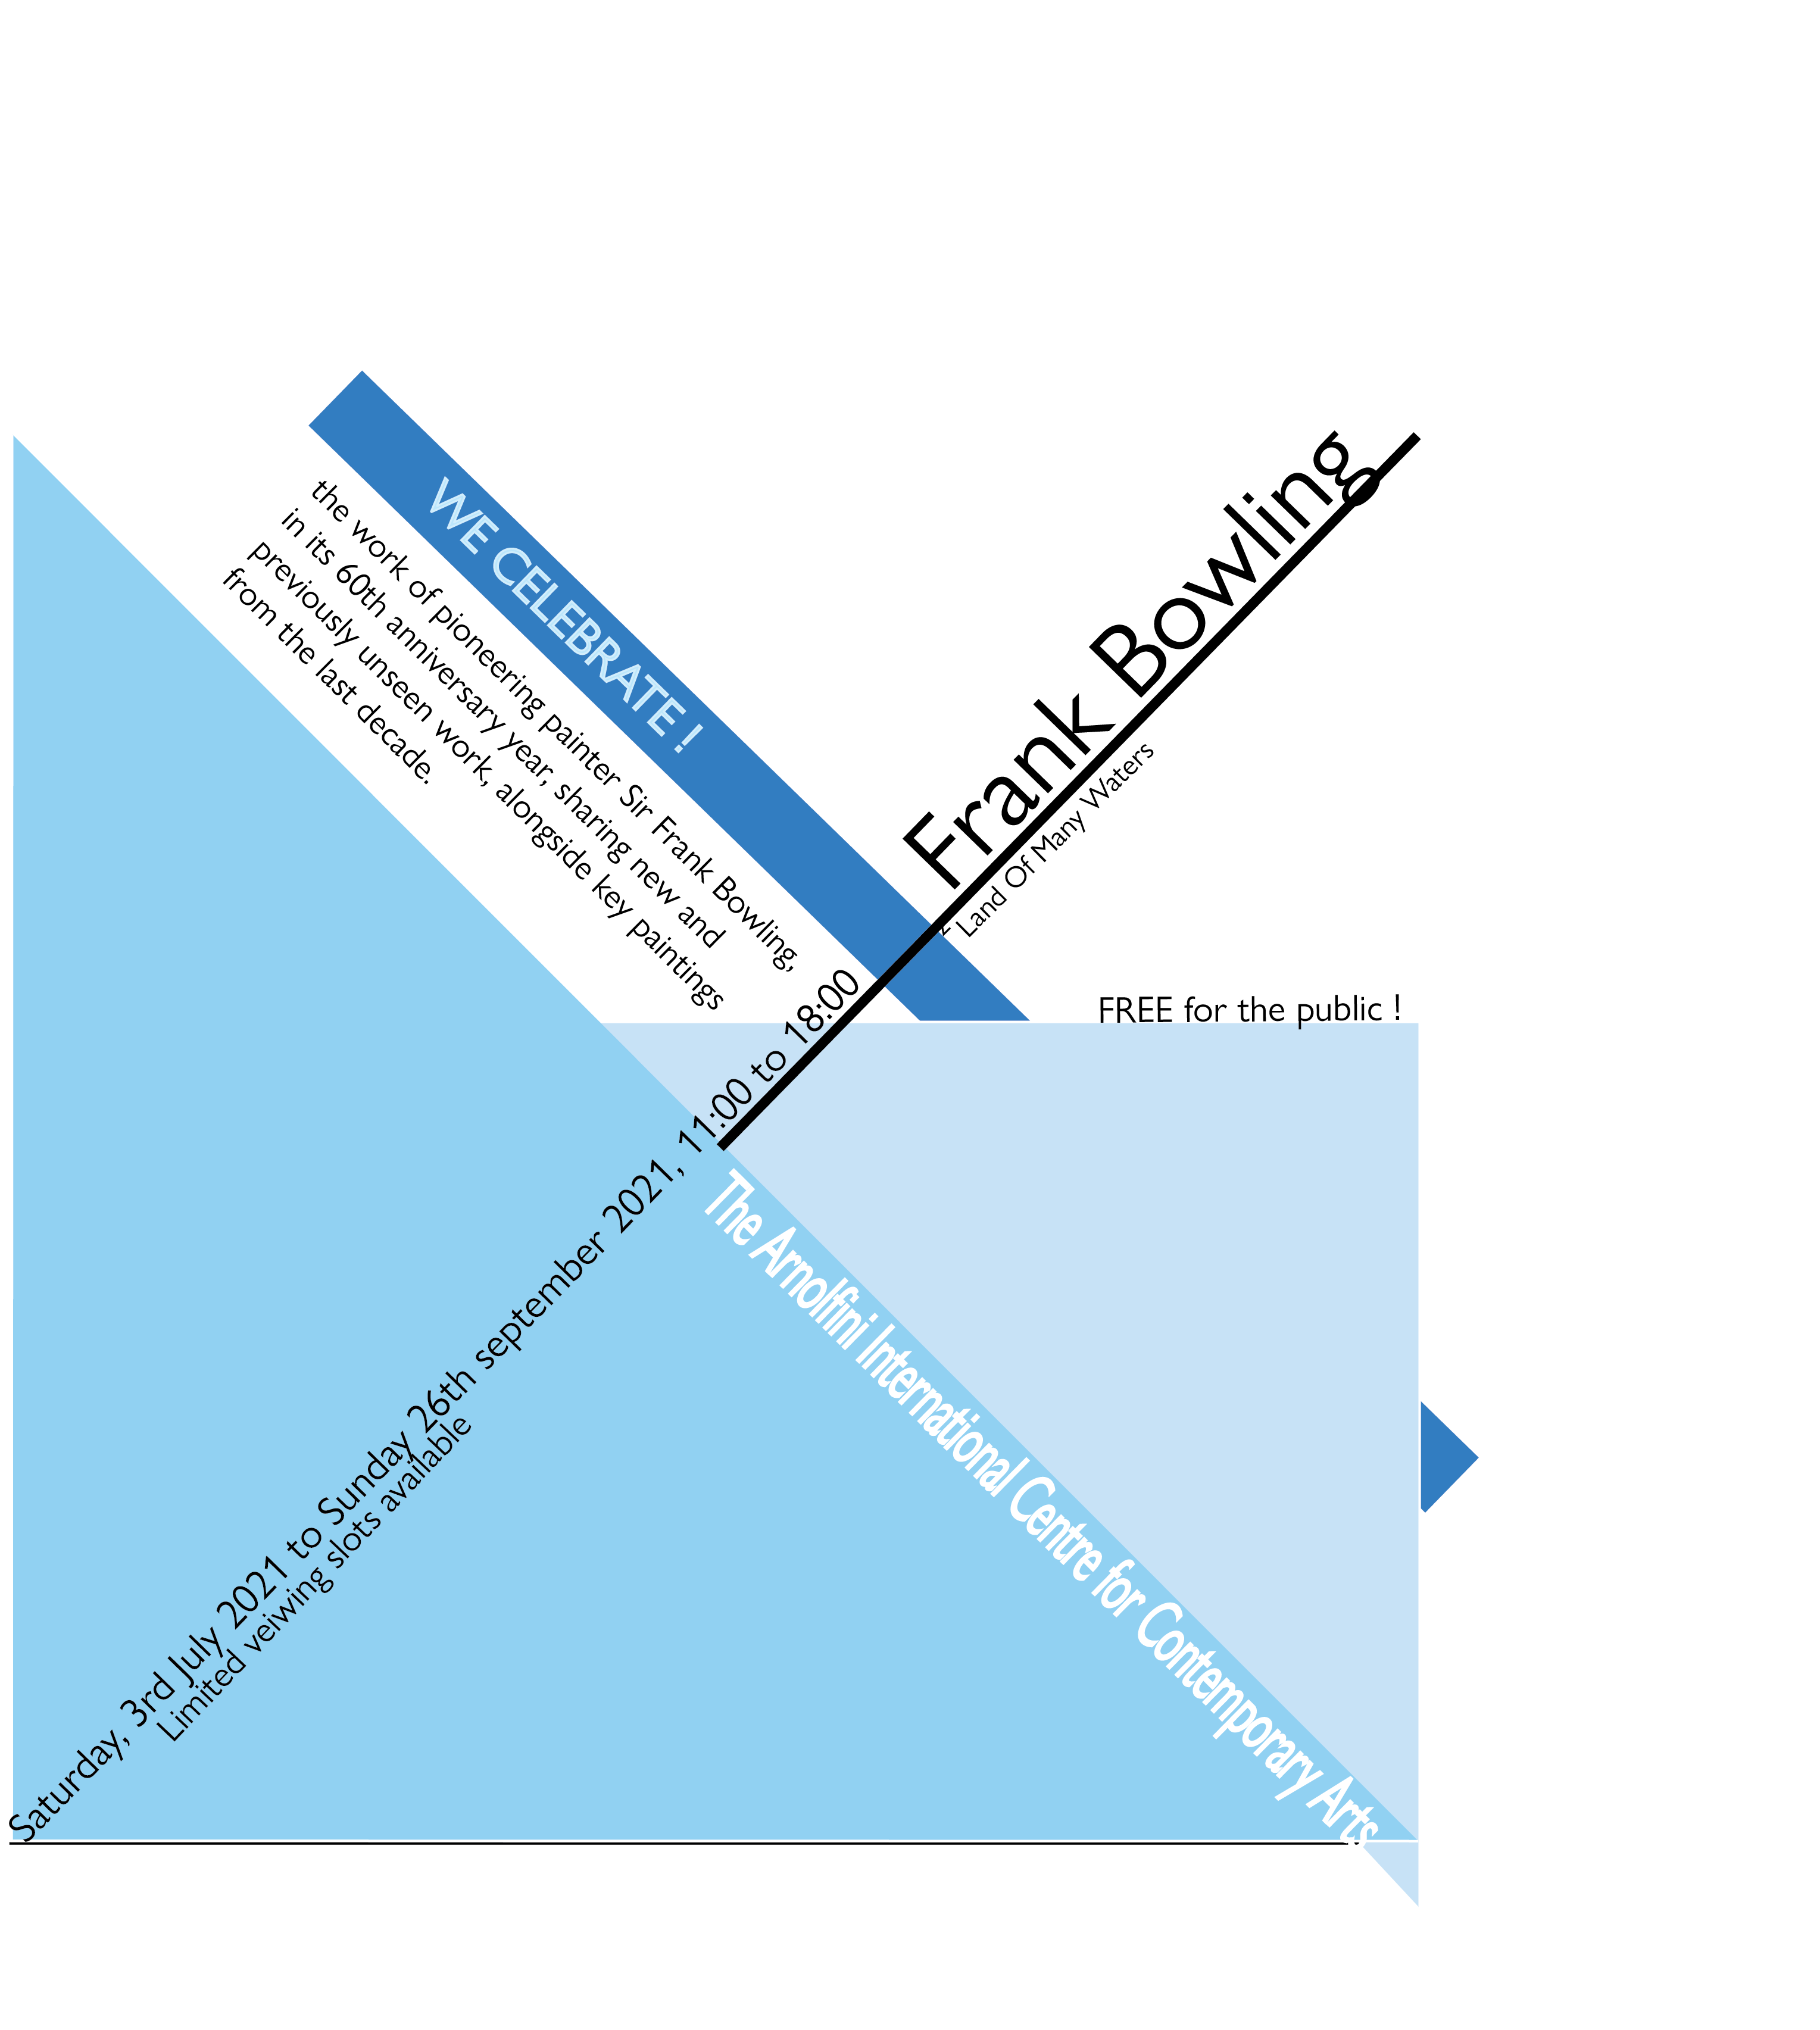 WE CELEBRATE !
the work of pioneering painter Sir Frank Bowling,
in its 60th anniversary year, sharing new and
previously unseen work, alongside key paintings
from the last decade.
Frank Bowling
Land Of Many Waters
FREE for the public !
Saturday, 3rd July 2021 to Sunday 26th september 2021, 11:00 to 18:00
Limited veiwing slots available
The Arnolfini International Centre for Contemporary Arts